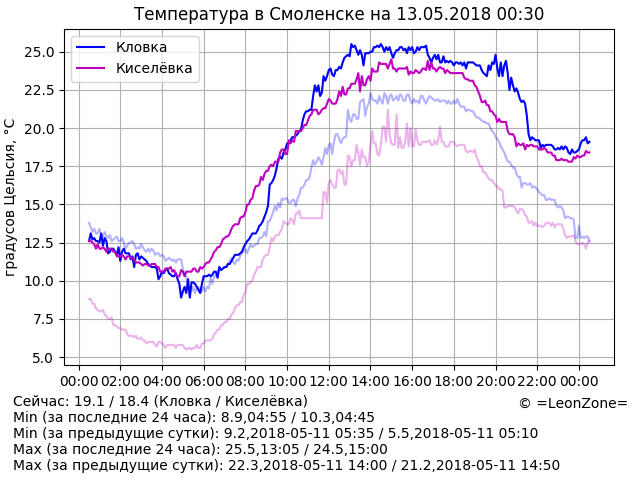 Температура в Смоленске на 13.05.2018 00:30
Кловка
Киселёвка
градусов Цельсия, °C
25.0
22.5
20.0
17.5
15.0
12.5
10.0
7.5
5.0
00:00 02:00 04:00 06:00 08:00 10:00 12:00 14:00 16:00 18:00 20:00 22:00 00:00
Сейчас: 19.1 / 18.4 (Кловка / Киселёвка)
© =LeonZone=
Min (за последние 24 часа): 8.9,04:55 / 10.3,04:45
Min (за предыдущие сутки): 9.2,2018-05-11 05:35 / 5.5,2018-05-11 05:10
Max (за последние 24 часа): 25.5,13:05 / 24.5,15:00
Max (за предыдущие сутки): 22.3,2018-05-11 14:00 / 21.2,2018-05-11 14:50